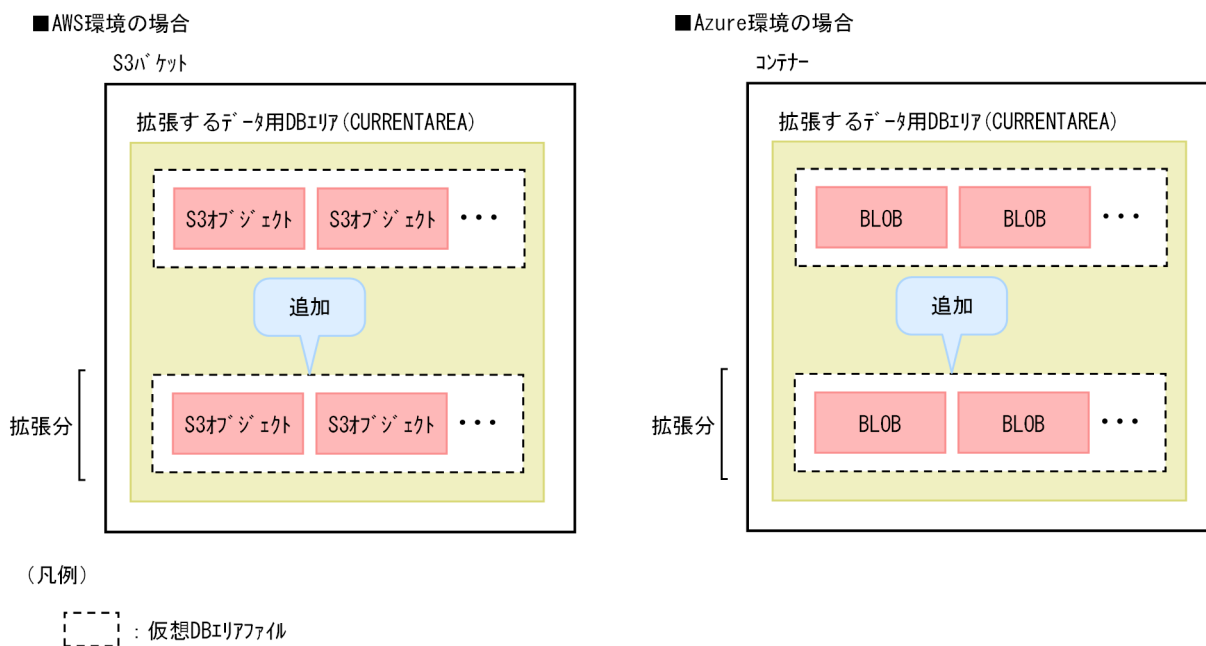 ■AWS環境の場合
S3ﾊﾞｹｯﾄ
拡張するﾃﾞｰﾀ用DBｴﾘｱ(CURRENTAREA)
S3ｵﾌﾞｼﾞｪｸﾄ S3ｵﾌﾞｼﾞｪｸﾄ ・・・
追加
拡張分
S3ｵﾌﾞｼﾞｪｸﾄ S3ｵﾌﾞｼﾞｪｸﾄ ・・・
■Azure環境の場合
ｺﾝﾃﾅｰ
拡張するﾃﾞｰﾀ用DBｴﾘｱ(CURRENTAREA)
BLOB BLOB ・・・
追加
拡張分
BLOB BLOB ・・・
(凡例)
：仮想DBｴﾘｱﾌｧｲﾙ